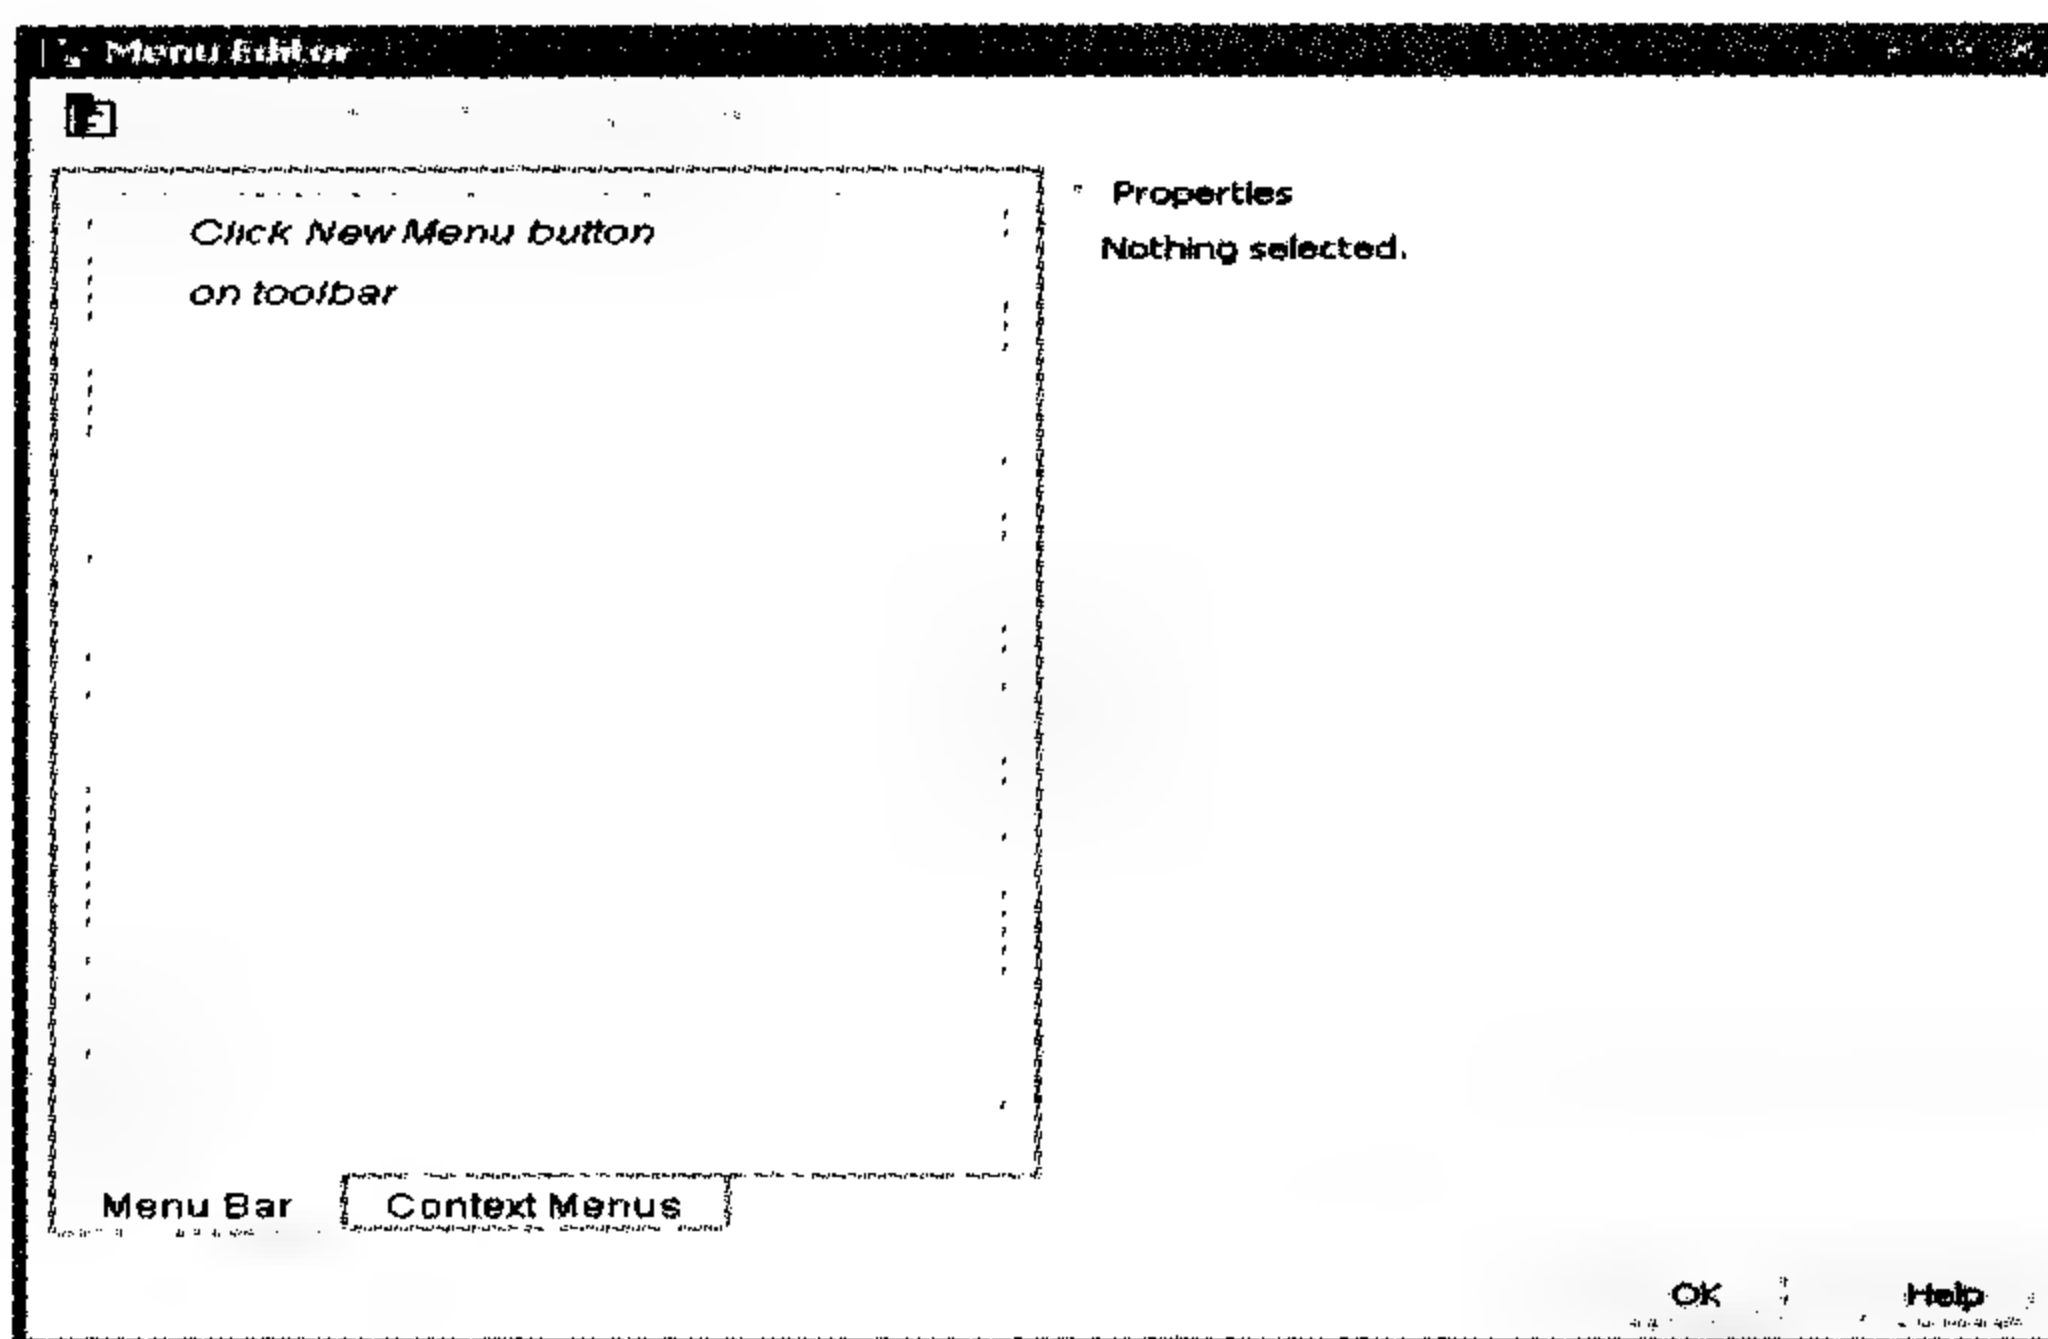 Menu Editor
Click New Menu button
on toolbar
Properties
Nothing selected.
Menu Bar
Context Menus
OK
Help